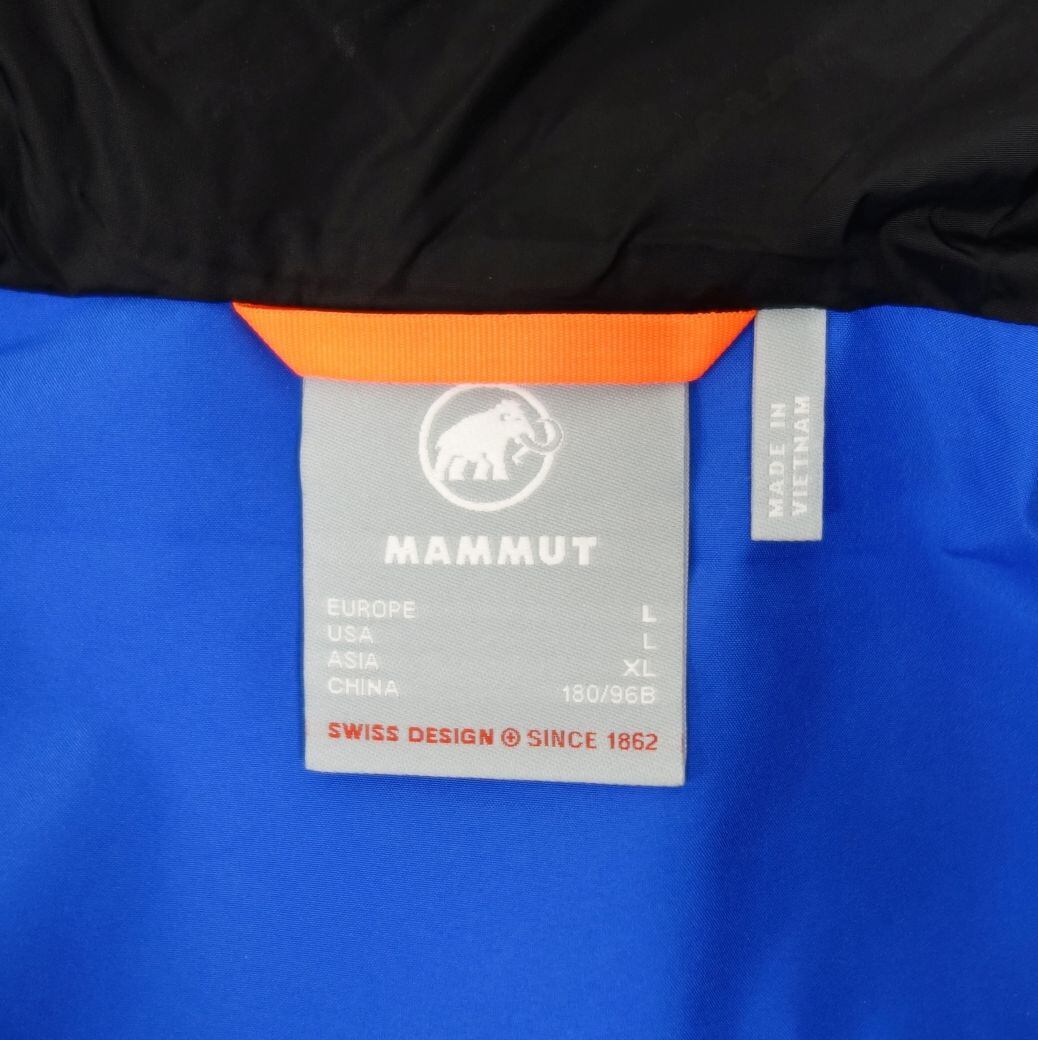 MAMMUT
EUROPE L
USA L
ASIA XL
CHINA 180/96B
SWISS DESIGN SINCE 1862
MADE IN
VIETNAM